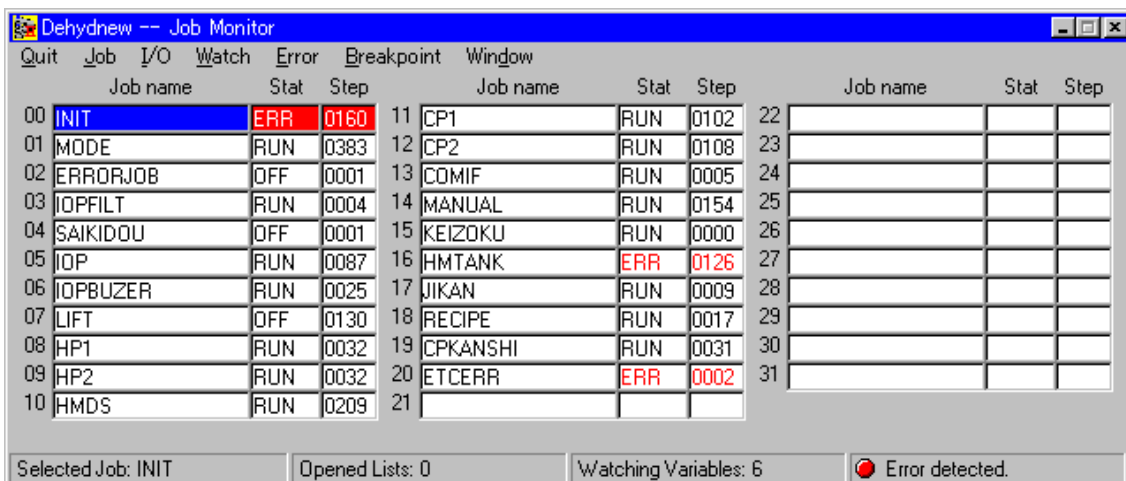 Dehydnew -- Job Monitor
Quit Job I/O Watch Error Breakpoint Window
Job name Stat Step Job name Stat Step Job name Stat Step
00 INIT ERR 0160 11 CP1 RUN 0102 22
01 MODE RUN 0383 12 CP2 RUN 0108 23
02 ERRORJOB OFF 0001 13 COMIF RUN 0005 24
03 IOPFILT RUN 0004 14 MANUAL RUN 0154 25
04 SAIKIDOU OFF 0001 15 KEIZOKU RUN 0000 26
05 IOP RUN 0087 16 HMTANK ERR 0126 27
06 IOPBUZER RUN 0025 17 JIKAN RUN 0009 28
07 LIFT OFF 0130 18 RECIPE RUN 0017 29
08 HP1 RUN 0032 19 CPKANSHI RUN 0031 30
09 HP2 RUN 0032 20 ETCERR ERR 0002 31
10 HMDS RUN 0209 21
Selected Job: INIT Opened Lists: 0 Watching Variables: 6 Error detected.